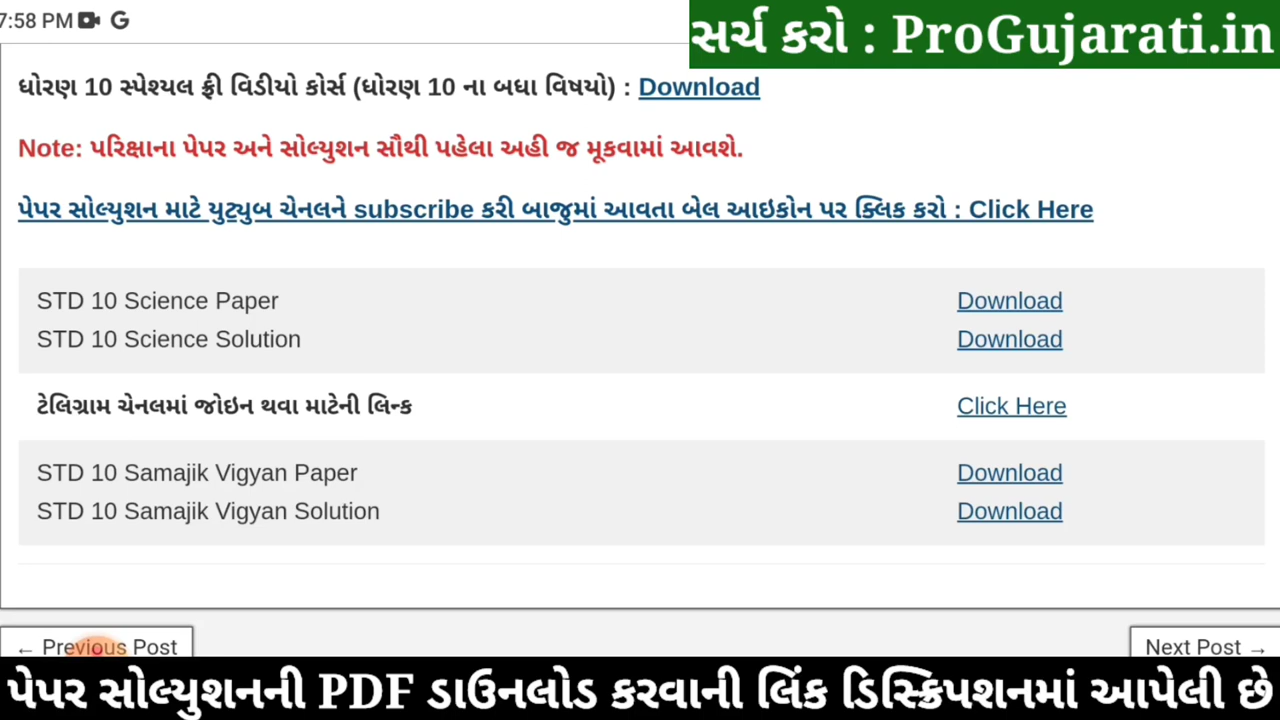 7:58 PM
સર્ચ કરો : ProGujarati.in
ધોરણ 10 સ્પેશ્યલ ફ્રી વિડીયો કોર્સ (ધોરણ 10 ના બધા વિષયો) : Download
Note: પરિક્ષાના પેપર અને સોલ્યુશન સૌથી પહેલા અહી જ મૂકવામાં આવશે.
પેપર સોલ્યુશન માટે યુટ્યુબ ચેનલને subscribe કરી બાજુમાં આવતા બેલ આઇકોન પર ક્લિક કરો : Click Here
STD 10 Science Paper Download
STD 10 Science Solution Download
ટેલિગ્રામ ચેનલમાં જોઇન થવા માટેની લિન્ક Click Here
STD 10 Samajik Vigyan Paper Download
STD 10 Samajik Vigyan Solution Download
← Previous Post Next Post →
પેપર સોલ્યુશનની PDF ડાઉનલોડ કરવાની લિંક ડિસ્ક્રિપશનમાં આપેલી છે